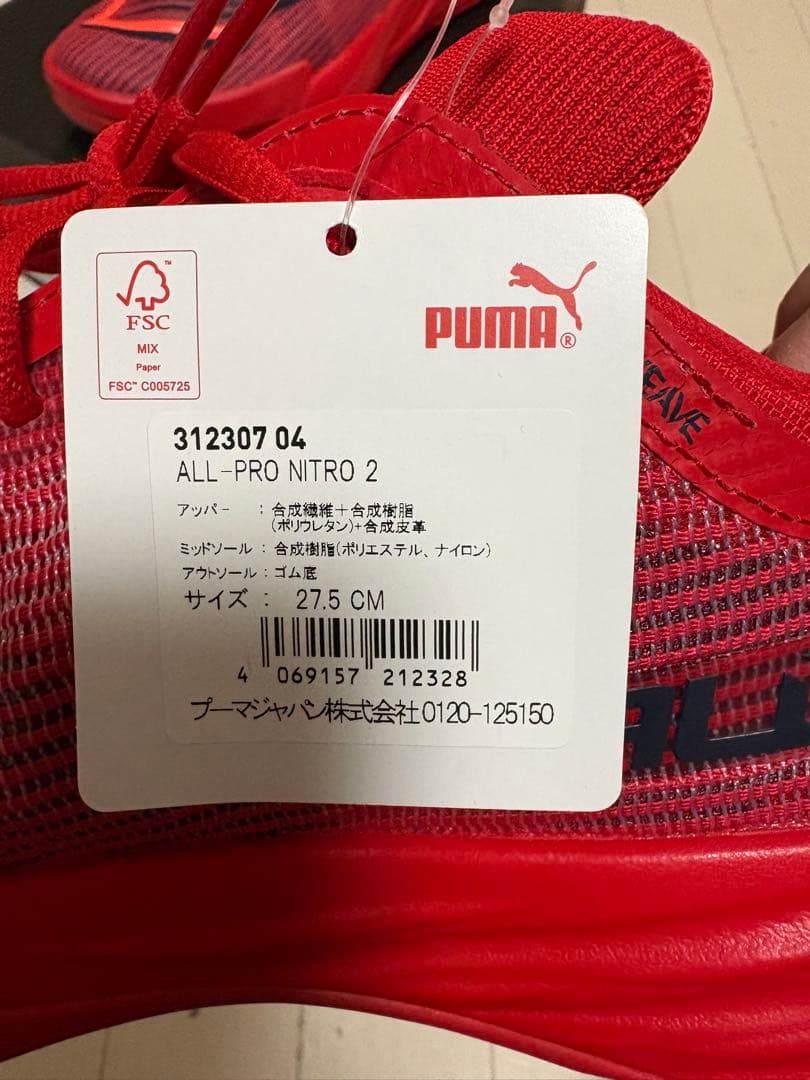 FSC
MIX
Paper
FSC™ C005725
PUMA®
312307 04
ALL-PRO NITRO 2
アッパー : 合成繊維+合成樹脂
(ポリウレタン)+合成皮革
ミッドソール : 合成樹脂(ポリエステル、ナイロン)
アウトソール : ゴム底
サイズ : 27.5 CM
4 069157 212328
プーマジャパン株式会社0120-125150